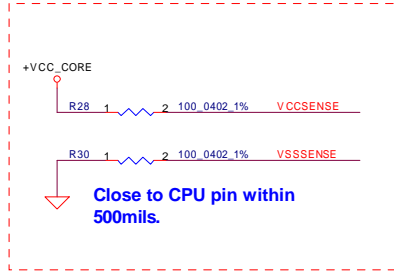 +VCC_CORE
R28 1 2 100_0402_1% VCCSENSE
R30 1 2 100_0402_1% VSSSENSE
Close to CPU pin within
500mils.